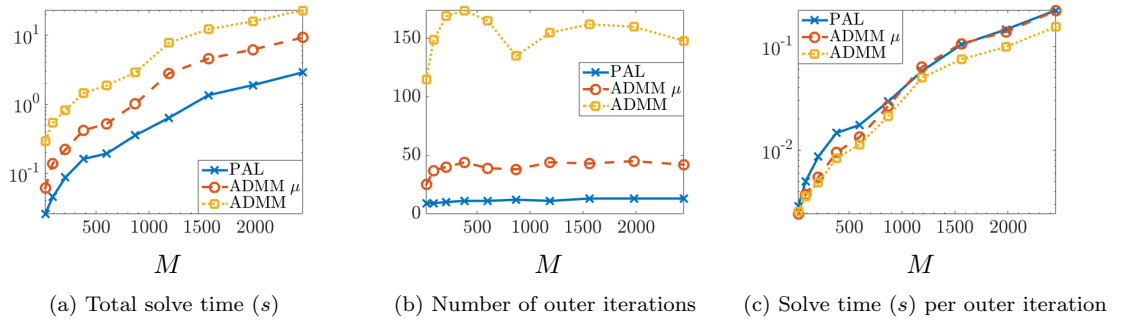 10^1
10^0
10^-1
PAL
ADMM μ
ADMM
500 1000 1500 2000
M
(a) Total solve time (s)
150
100
50
0
PAL
ADMM μ
ADMM
500 1000 1500 2000
M
(b) Number of outer iterations
PAL
ADMM μ
ADMM
10^-1
10^-2
500 1000 1500 2000
M
(c) Solve time (s) per outer iteration